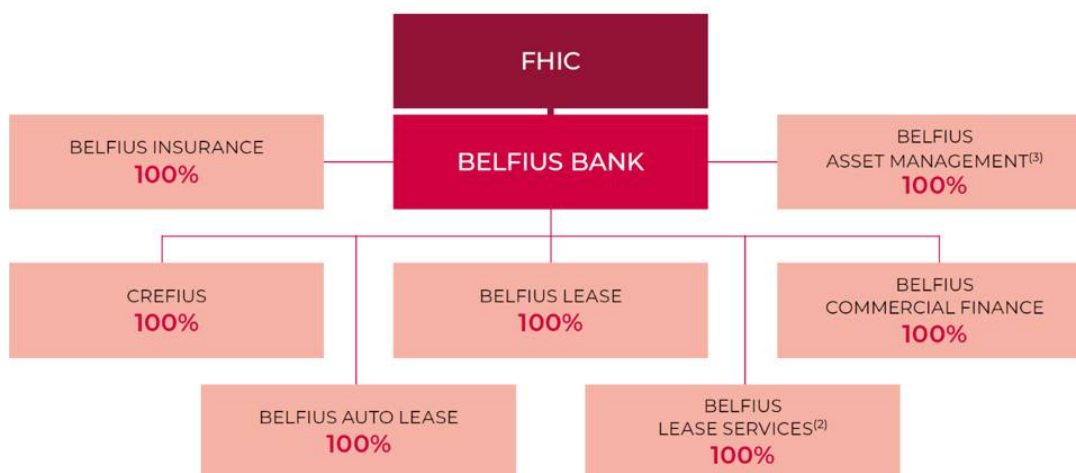 FHIC
BELFIUS INSURANCE
100%
BELFIUS BANK
BELFIUS
ASSET MANAGEMENT(3)
100%
CREFIUS
100%
BELFIUS LEASE
100%
BELFIUS
COMMERCIAL FINANCE
100%
BELFIUS AUTO LEASE
100%
BELFIUS
LEASE SERVICES(2)
100%